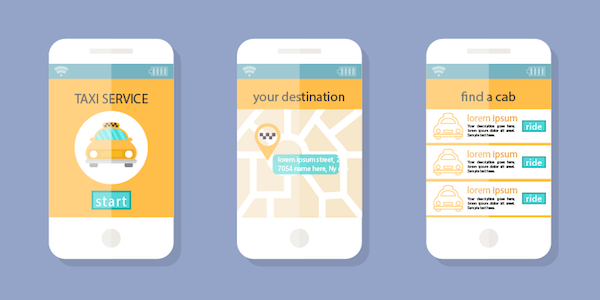 TAXI SERVICE
start
your destination
lorem ipsum street, 2
7054 name here, Ny
find a cab
lorem ipsum
Your description goes here,
lorem ipsum dolor sit amet.
Sample text here.
ride
lorem ipsum
Your description goes here,
lorem ipsum dolor sit amet.
Sample text here.
ride
lorem ipsum
Your description goes here,
lorem ipsum dolor sit amet.
Sample text here.
ride